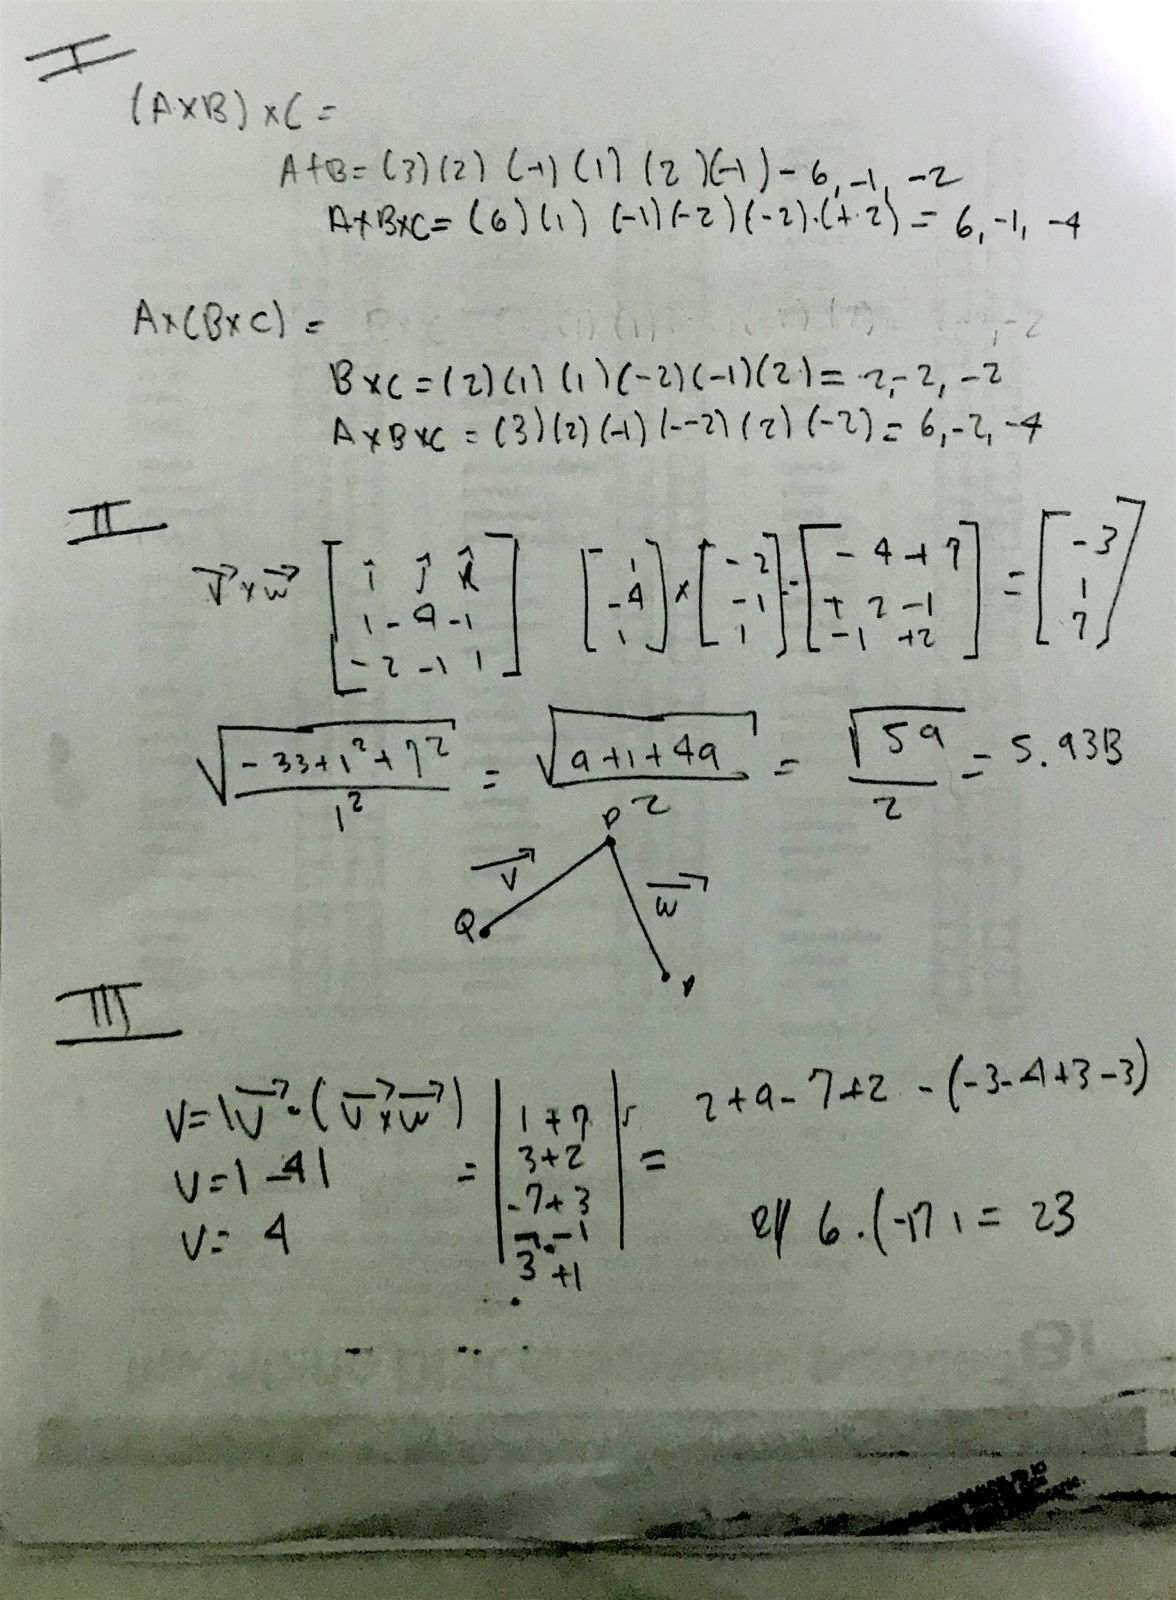 I
(A×B)×C=
A+B=(3)(2) (-1)(1) (2)(-1)-6,-1,-2
A×B×C=(6)(1) (-1)(-2)(-2).(+.2)= 6,-1,-4
A×(B×C)=
B×C=(2)(1)(1)(-2)(-1)(2)=2,-2,-2
A×B×C=(3)(2)(-1)(--2)(2)(-2)=6,-2,-4
II
v×w [i j k
1 -4 -1
-2 -1 1] [1 -4 1]×[-2 -1 1]-[-4+7 +2-1 -1+2]=[-3 1 7]
√-33+1²+7² / 1² = √9+1+49 / 2 = √59 / 2 = 5.93B
P
v
w
Q
III
V=|v·(v×w) = |1+7 3+2 -7+3 -1 3+1| = 2+9-7+2-(-3-4+3-3)
V=|-4|
V=4
6.(-17)=23